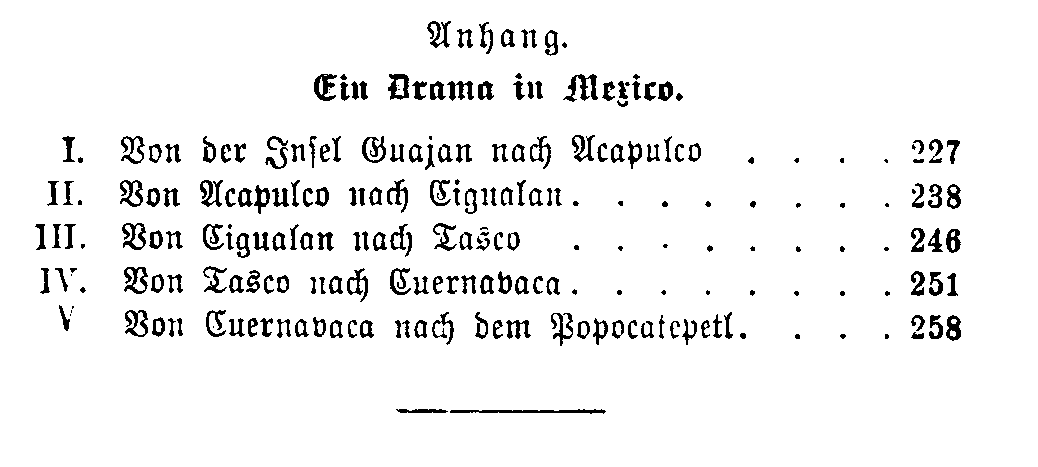 Anhang.
Ein Drama in Mexico.
I. Von der Insel Guajan nach Acapulco . . . . 227
II. Von Acapulco nach Cigualan . . . . . . . . 238
III. Von Cigualan nach Tasco . . . . . . . . 246
IV. Von Tasco nach Cuernavaca . . . . . . . . 251
V Von Cuernavaca nach dem Popocatepetl. . . . 258